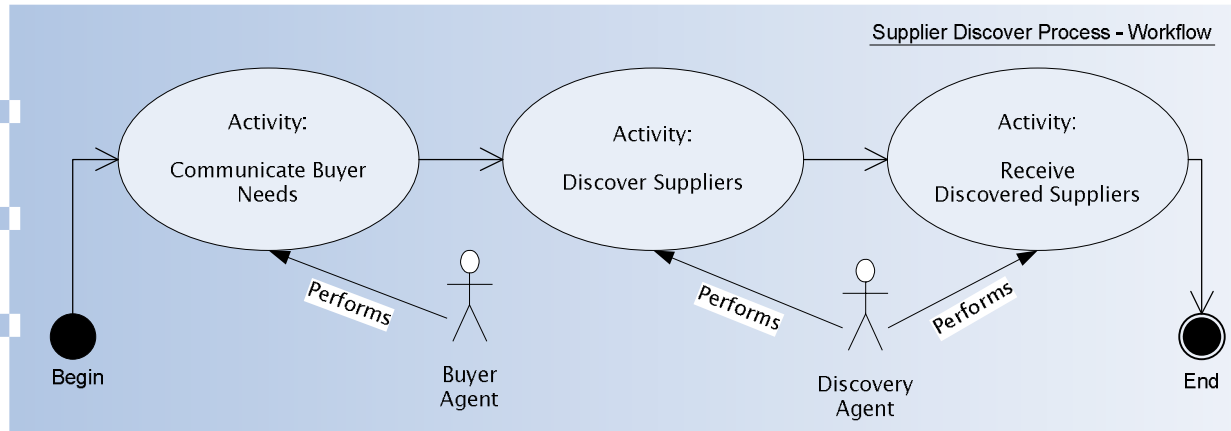 Supplier Discover Process - Workflow
Activity:
Communicate Buyer
Needs
Activity:
Discover Suppliers
Activity:
Receive
Discovered Suppliers
Performs
Performs
Performs
Begin
Buyer
Agent
Discovery
Agent
End